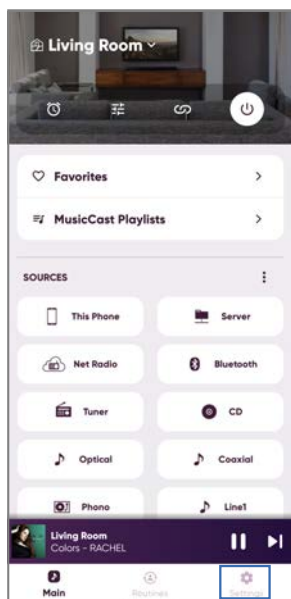 Living Room
Favorites
MusicCast Playlists
SOURCES
This Phone
Server
Net Radio
Bluetooth
Tuner
CD
Optical
Coaxial
Phono
Line1
Living Room
Colors - RACHEL
Main
Routines
Settings